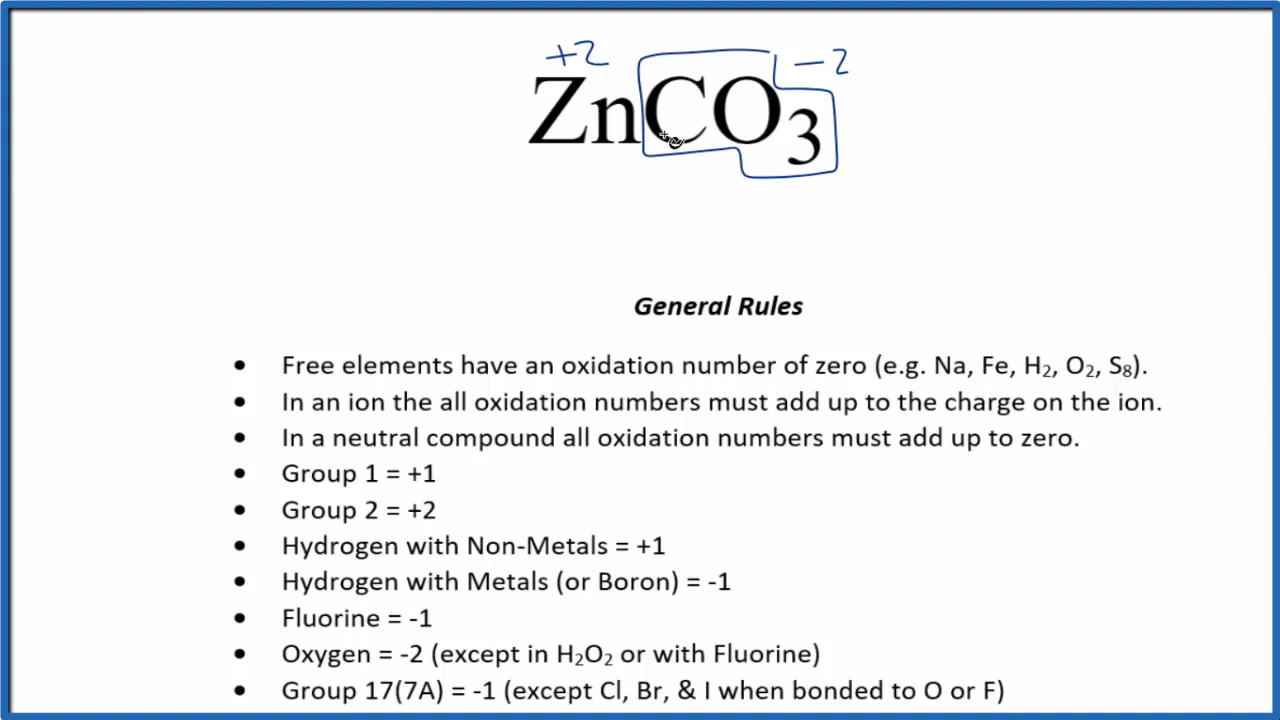 +2 -2
ZnCO₃
General Rules
• Free elements have an oxidation number of zero (e.g. Na, Fe, H₂, O₂, S₈).
• In an ion the all oxidation numbers must add up to the charge on the ion.
• In a neutral compound all oxidation numbers must add up to zero.
• Group 1 = +1
• Group 2 = +2
• Hydrogen with Non-Metals = +1
• Hydrogen with Metals (or Boron) = -1
• Fluorine = -1
• Oxygen = -2 (except in H₂O₂ or with Fluorine)
• Group 17(7A) = -1 (except Cl, Br, & I when bonded to O or F)